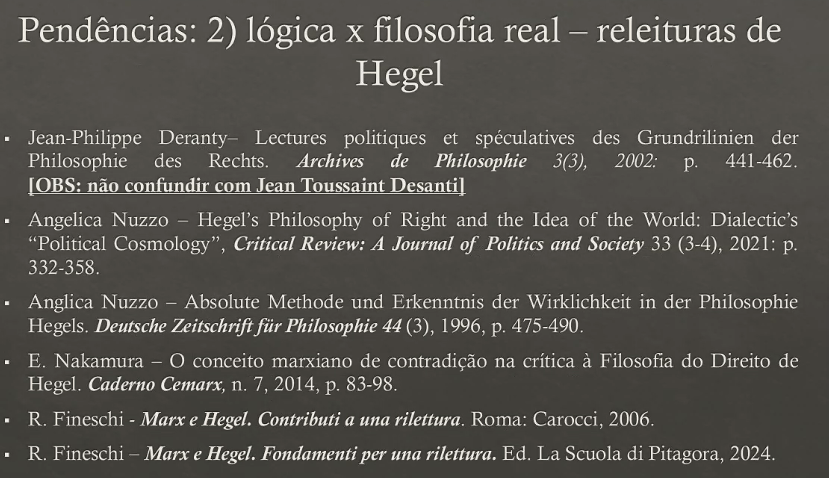 Pendências: 2) lógica x filosofia real – releituras de
Hegel
▪ Jean-Philippe Deranty– Lectures politiques et spéculatives des Grundrilinien der
Philosophie des Rechts. Archives de Philosophie 3(3), 2002: p. 441-462.
[OBS: não confundir com Jean Toussaint Desanti]
▪ Angelica Nuzzo – Hegel’s Philosophy of Right and the Idea of the World: Dialectic’s
“Political Cosmology”, Critical Review: A Journal of Politics and Society 33 (3-4), 2021: p.
332-358.
▪ Anglica Nuzzo – Absolute Methode und Erkenntnis der Wirklichkeit in der Philosophie
Hegels. Deutsche Zeitschrift für Philosophie 44 (3), 1996, p. 475-490.
▪ E. Nakamura – O conceito marxiano de contradição na crítica à Filosofia do Direito de
Hegel. Caderno Cemarx, n. 7, 2014, p. 83-98.
▪ R. Fineschi - Marx e Hegel. Contributi a una rilettura. Roma: Carocci, 2006.
▪ R. Fineschi – Marx e Hegel. Fondamenti per una rilettura. Ed. La Scuola di Pitagora, 2024.